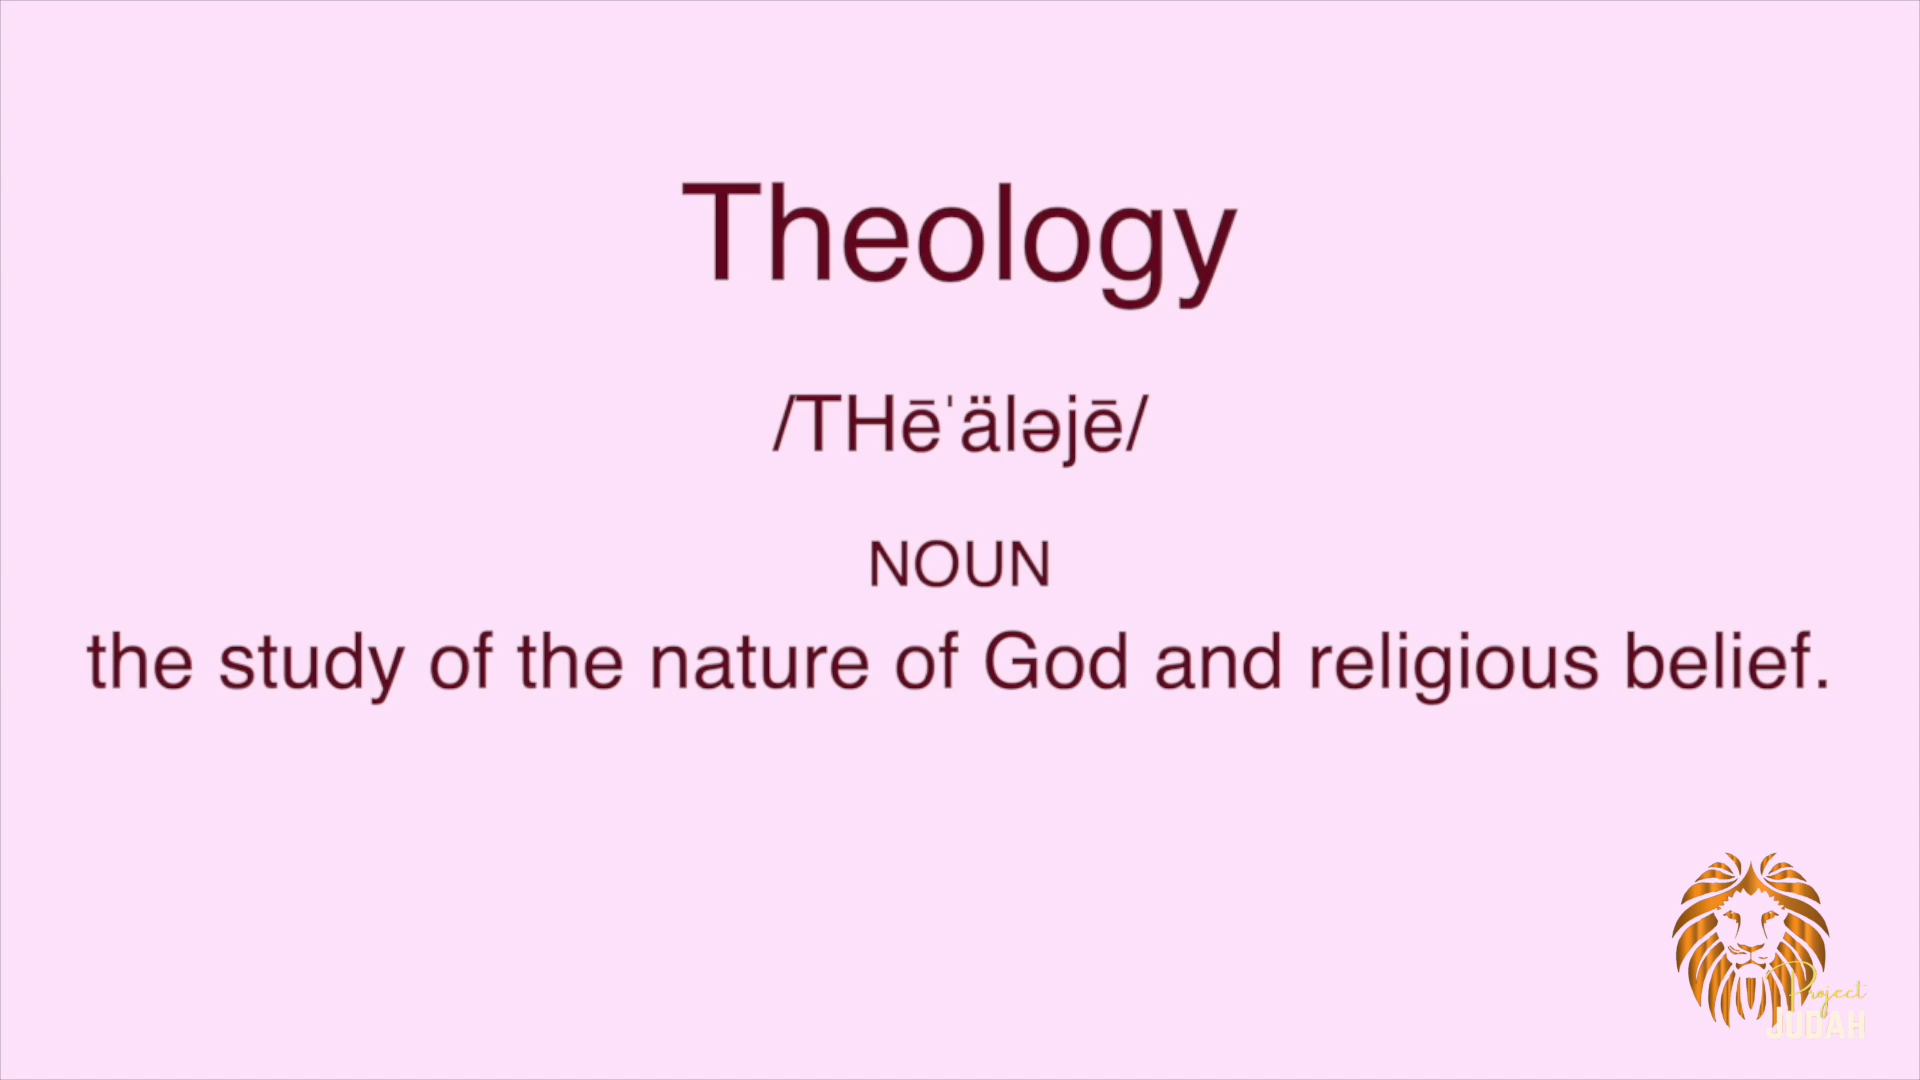 Theology
/THēˈäləjē/
NOUN
the study of the nature of God and religious belief.
Project
JUDAH